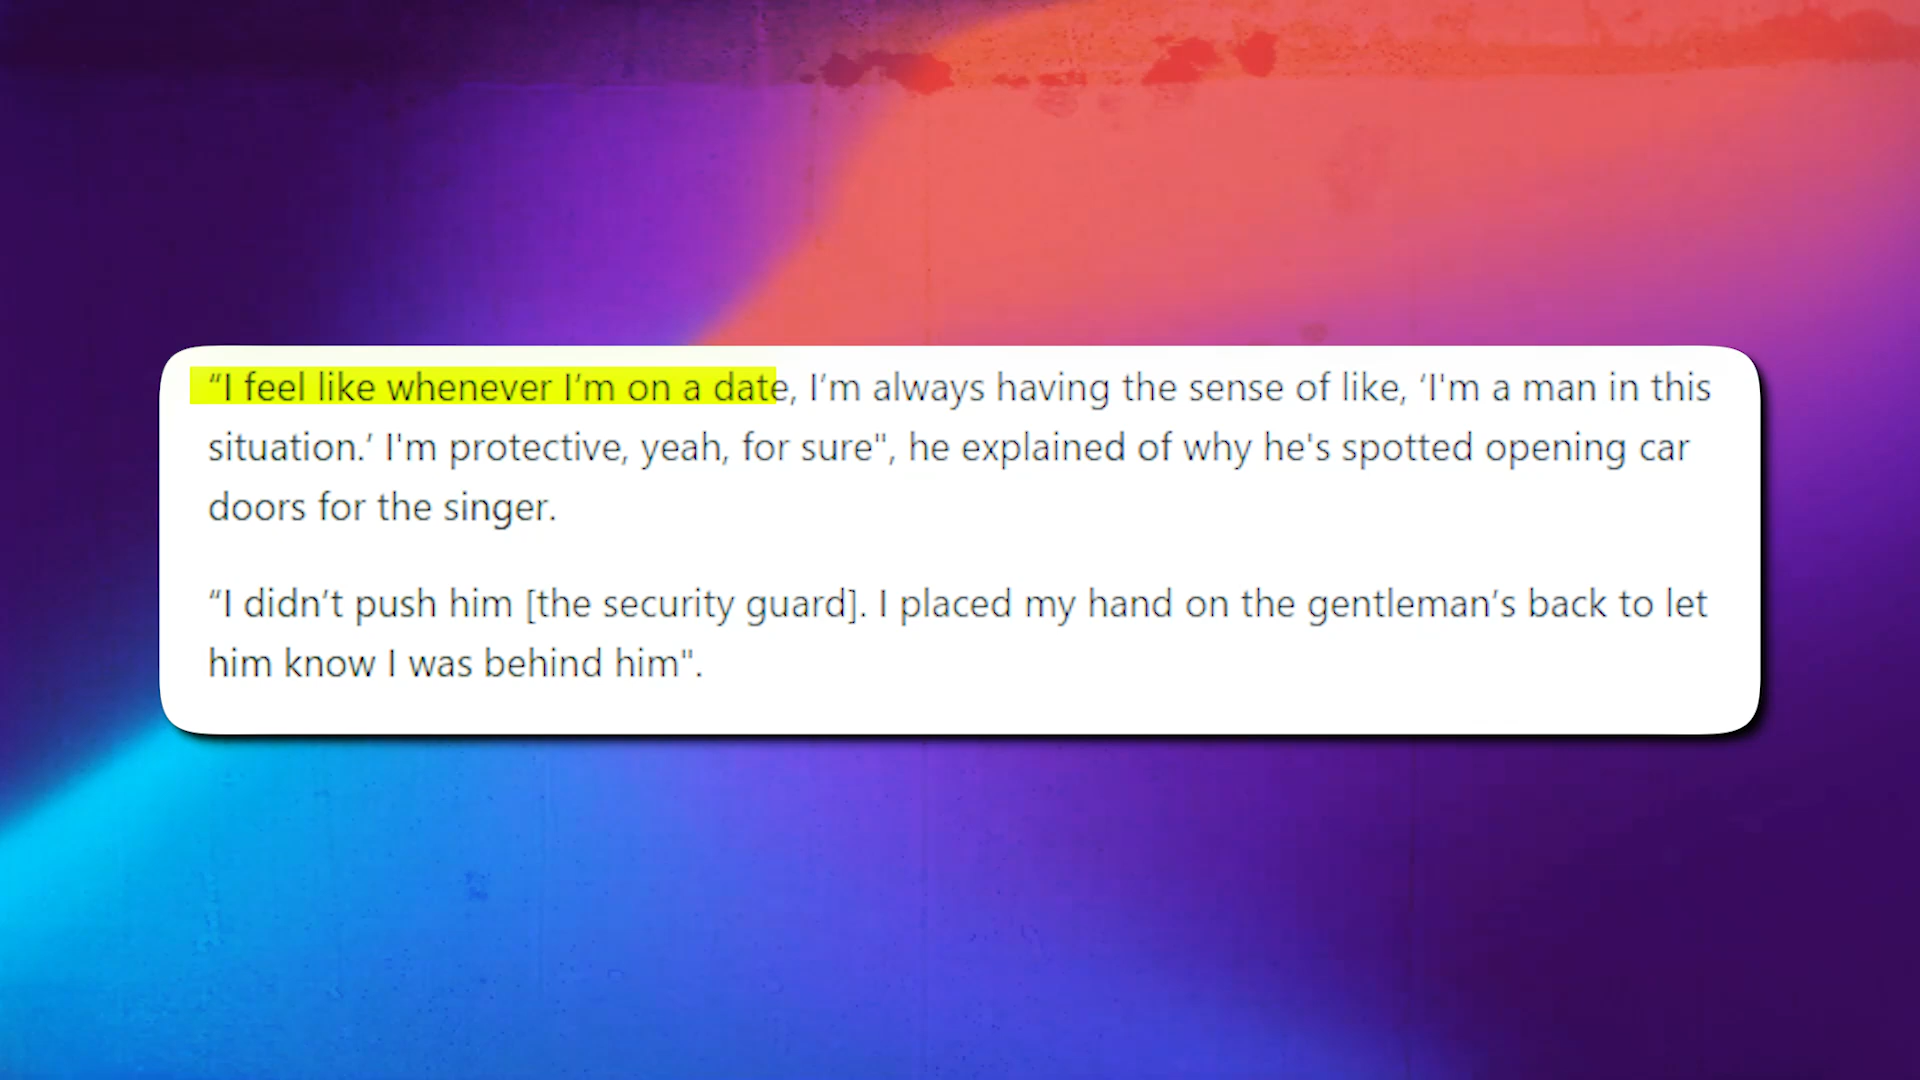 “I feel like whenever I’m on a date, I’m always having the sense of like, ‘I'm a man in this
situation.’ I'm protective, yeah, for sure", he explained of why he's spotted opening car
doors for the singer.
“I didn’t push him [the security guard]. I placed my hand on the gentleman’s back to let
him know I was behind him".